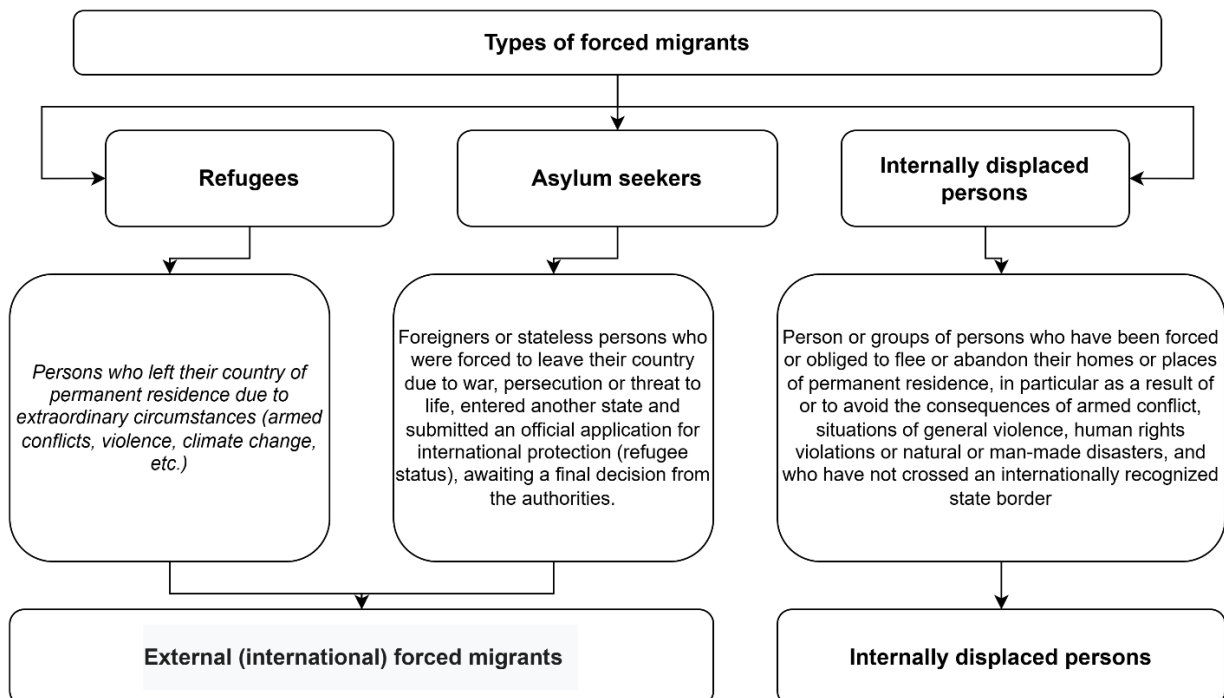 Types of forced migrants
Refugees
Asylum seekers
Internally displaced
persons
Persons who left their country of
permanent residence due to
extraordinary circumstances (armed
conflicts, violence, climate change,
etc.)
Foreigners or stateless persons who
were forced to leave their country
due to war, persecution or threat to
life, entered another state and
submitted an official application for
international protection (refugee
status), awaiting a final decision from
the authorities.
Person or groups of persons who have been forced
or obliged to flee or abandon their homes or places
of permanent residence, in particular as a result of
or to avoid the consequences of armed conflict,
situations of general violence, human rights
violations or natural or man-made disasters, and
who have not crossed an internationally recognized
state border
External (international) forced migrants
Internally displaced persons